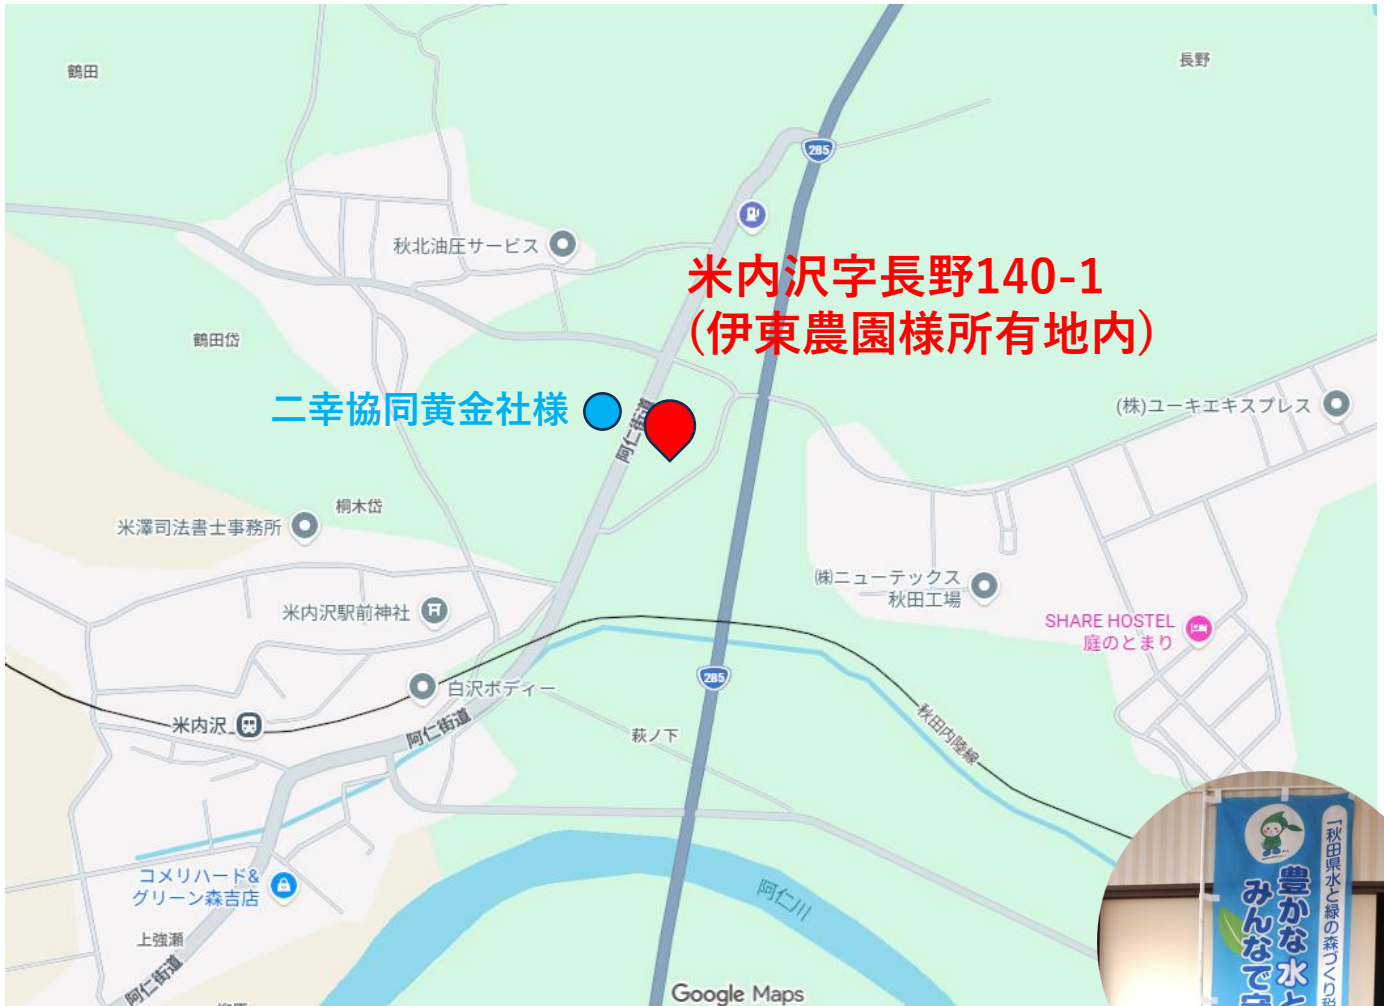 鶴田
長野
285
秋北油圧サービス
米内沢字長野140-1
(伊東農園様所有地内)
鶴田岱
二幸協同黄金社様
阿仁街道
(株)ユーキエキスプレス
桐木岱
米澤司法書士事務所
㈱ニューテックス
秋田工場
米内沢駅前神社
SHARE HOSTEL
庭のとまり
285
白沢ボディー
米内沢
阿仁街道
萩ノ下
秋田内陸線
コメリハード&
グリーン森吉店
阿仁川
上強瀬
阿仁街道
Google Maps
「秋田県水と緑の森づくり税
豊かな水と
みんなで